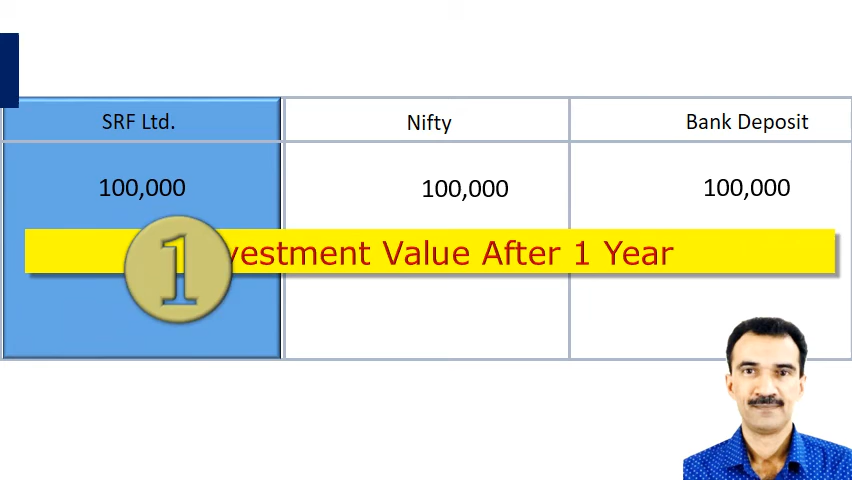 SRF Ltd. Nifty Bank Deposit
100,000 100,000 100,000
vestment Value After 1 Year
1